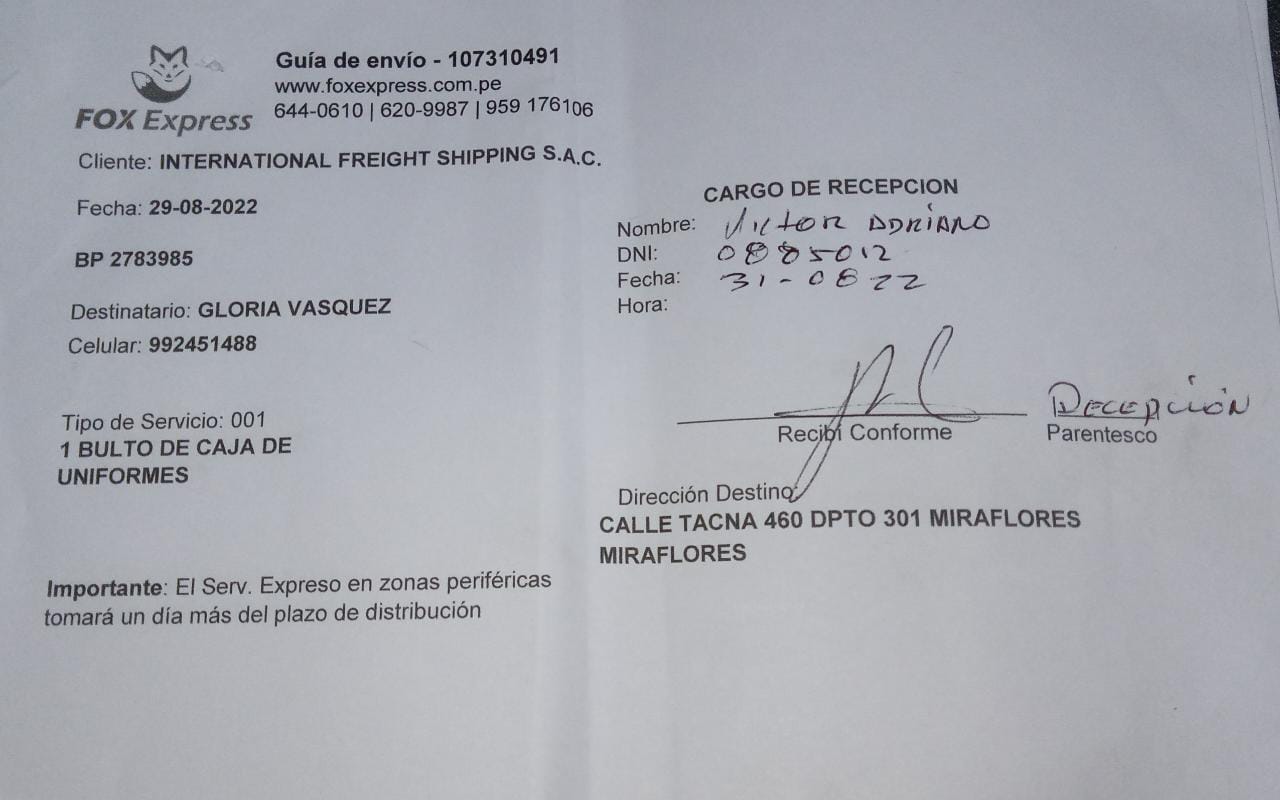 FOX Express
Guía de envío - 107310491
www.foxexpress.com.pe
644-0610 | 620-9987 | 959 176106
Cliente: INTERNATIONAL FREIGHT SHIPPING S.A.C.
Fecha: 29-08-2022
BP 2783985
Destinatario: GLORIA VASQUEZ
Celular: 992451488
Tipo de Servicio: 001
1 BULTO DE CAJA DE
UNIFORMES
Importante: El Serv. Expreso en zonas periféricas
tomará un día más del plazo de distribución
CARGO DE RECEPCION
Nombre: VICTOR ADRIANO
DNI: 0885012
Fecha: 31-0822
Hora:
RECEPCIÓN
Recibí Conforme Parentesco
Dirección Destino:
CALLE TACNA 460 DPTO 301 MIRAFLORES
MIRAFLORES